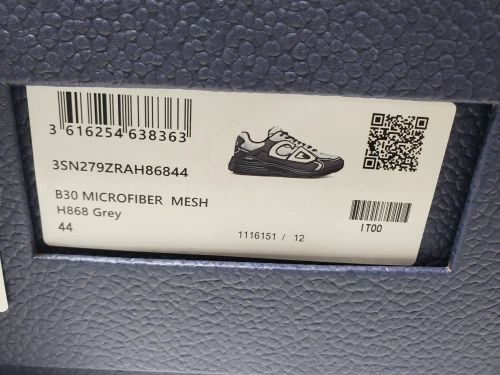 3 616254 638363
3SN279ZRAH86844
B30 MICROFIBER MESH
H868 Grey
44
1116151 / 12
IT00